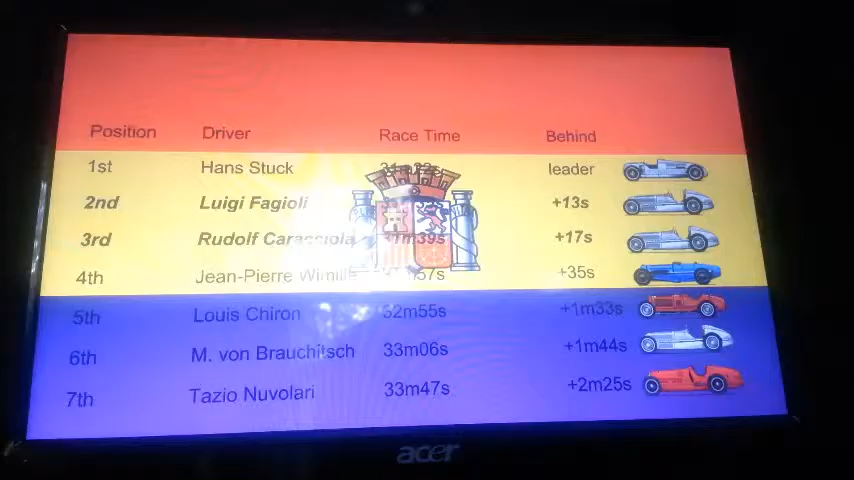 Position Driver Race Time Behind
1st Hans Stuck 31m22s leader
2nd Luigi Fagioli +13s
3rd Rudolf Caracciola 31m39s +17s
4th Jean-Pierre Wimille +35s
5th Louis Chiron 32m55s +1m33s
6th M. von Brauchitsch 33m06s +1m44s
7th Tazio Nuvolari 33m47s +2m25s
acer